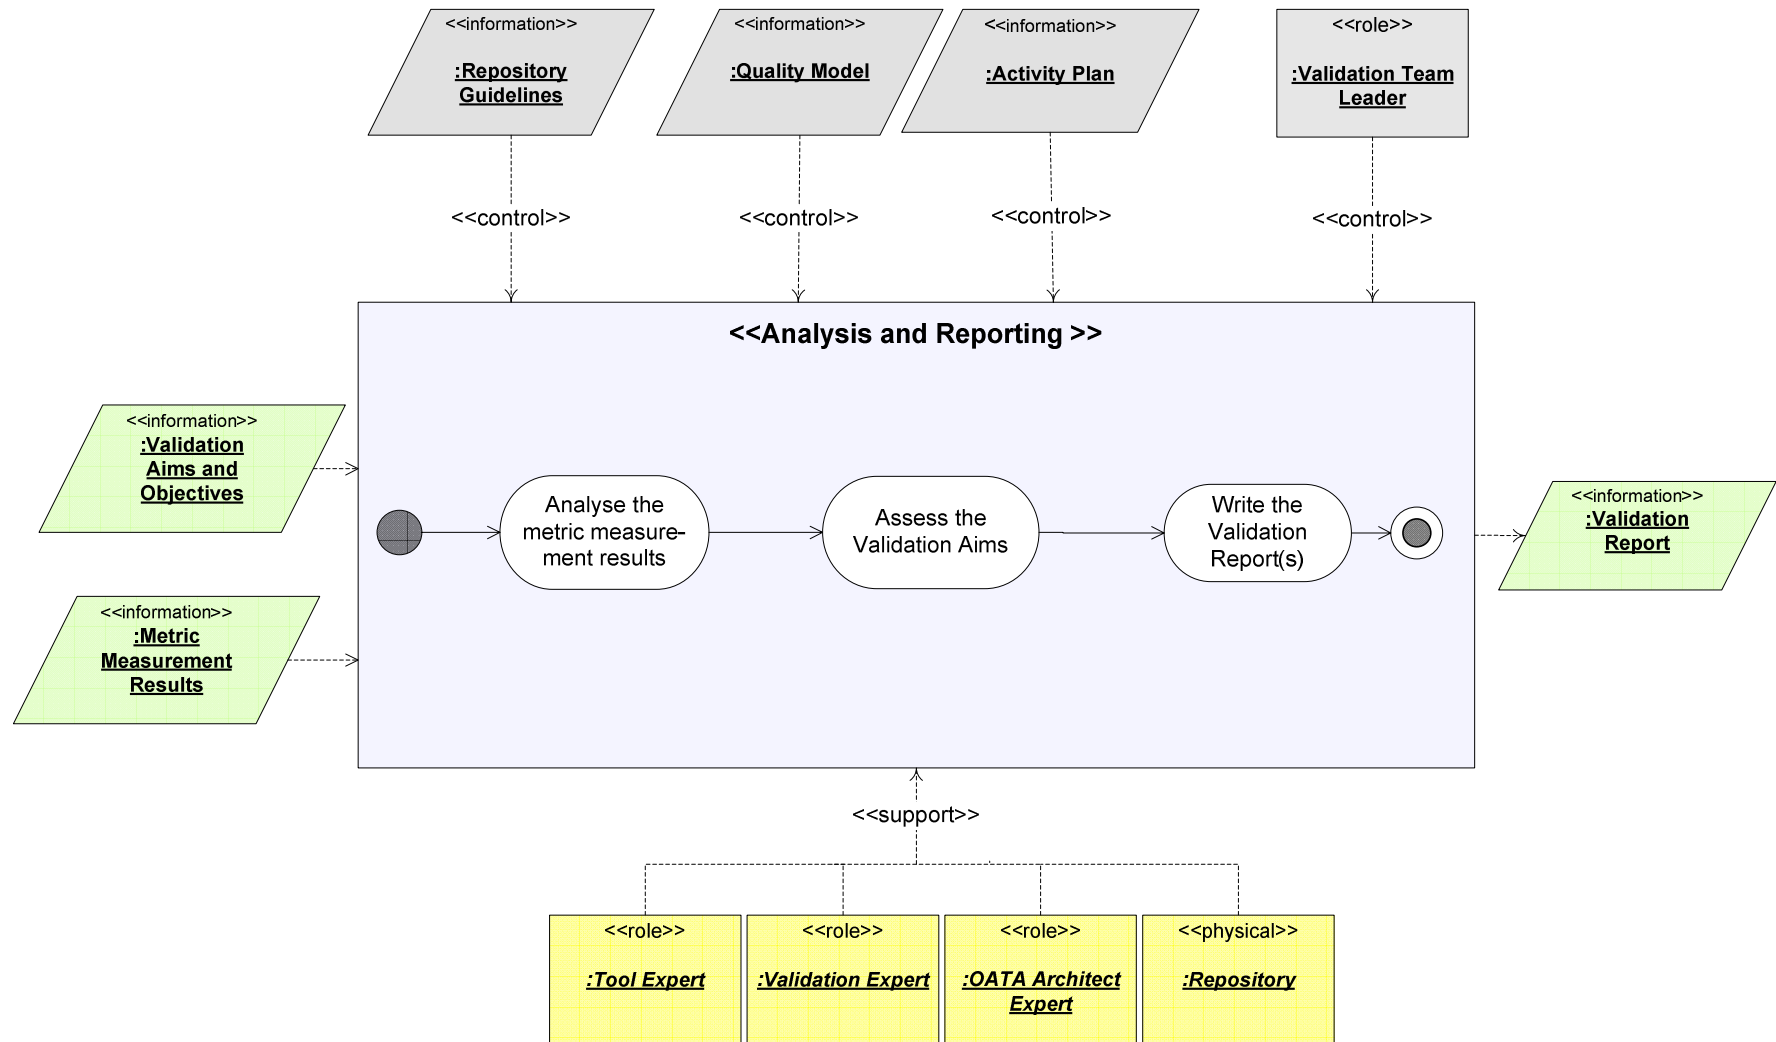 <<information>>
:Repository
Guidelines
<<information>>
:Quality Model
<<information>>
:Activity Plan
<<role>>
:Validation Team
Leader
<<control>>
<<control>>
<<control>>
<<control>>
<<Analysis and Reporting >>
<<information>>
:Validation
Aims and
Objectives
<<information>>
:Metric
Measurement
Results
Analyse the
metric measure-
ment results
Assess the
Validation Aims
Write the
Validation
Report(s)
<<information>>
:Validation
Report
<<support>>
<<role>>
:Tool Expert
<<role>>
:Validation Expert
<<role>>
:OATA Architect
Expert
<<physical>>
:Repository